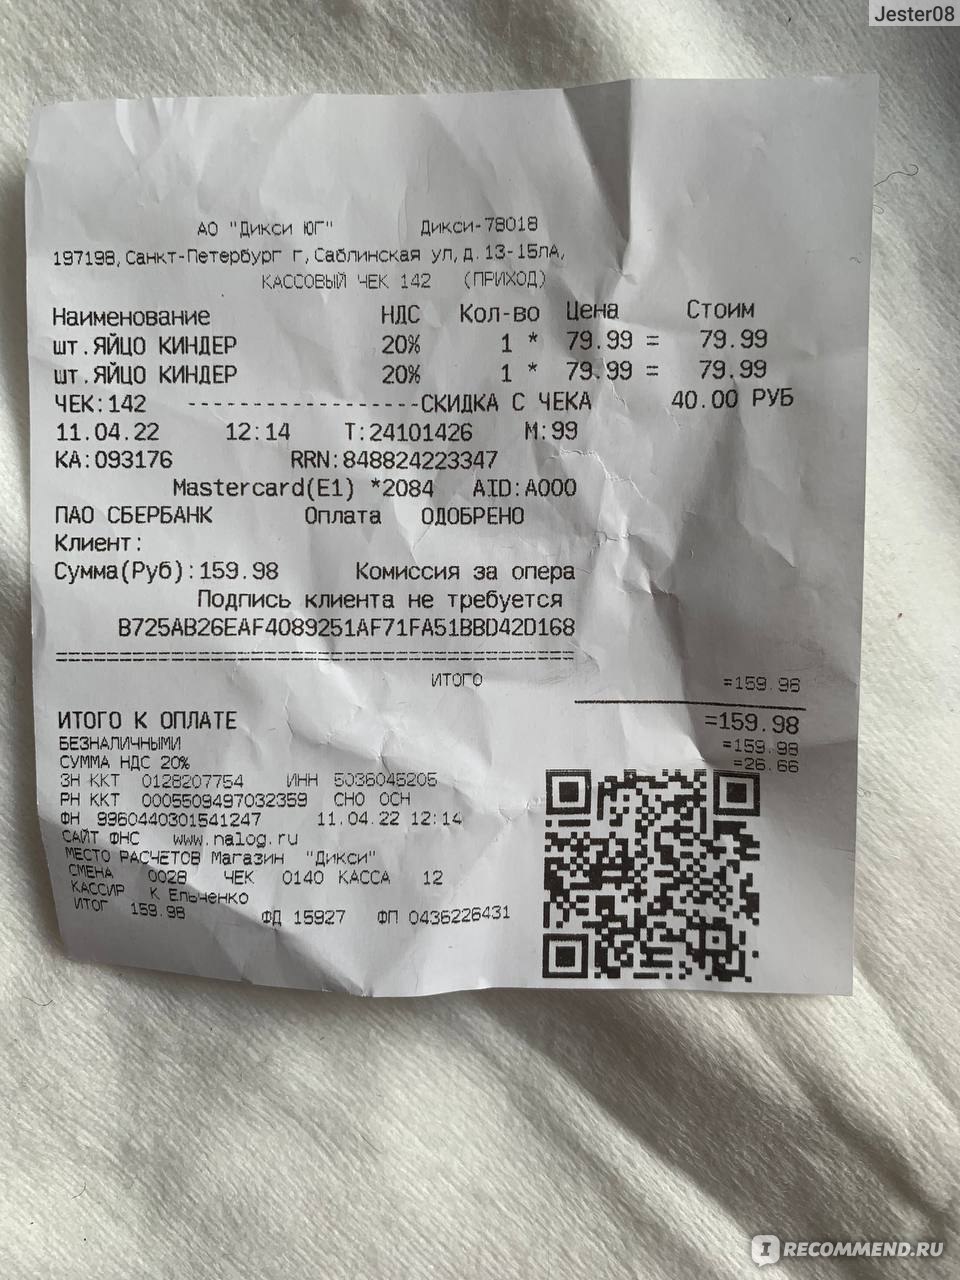 Jester08
АО "Дикси ЮГ" Дикси-78018
197198, Санкт-Петербург г, Саблинская ул, д. 13-15лА,
КАССОВЫЙ ЧЕК 142 (ПРИХОД)
Наименование НДС Кол-во Цена Стоим
шт.ЯЙЦО КИНДЕР 20% 1 * 79.99 = 79.99
шт.ЯЙЦО КИНДЕР 20% 1 * 79.99 = 79.99
ЧЕК:142 ------------------СКИДКА С ЧЕКА 40.00 РУБ
11.04.22 12:14 T:24101426 М:99
КА:093176 RRN:848824223347
Mastercard(E1) *2084 AID:A000
ПАО СБЕРБАНК Оплата ОДОБРЕНО
Клиент:
Сумма(Руб):159.98 Комиссия за опера
Подпись клиента не требуется
B725AB26EAF4089251AF71FA51BBD42D168
========================================
ИТОГО =159.96
ИТОГО К ОПЛАТЕ =159.98
БЕЗНАЛИЧНЫМИ =159.98
СУММА НДС 20% =26.66
ЗН ККТ 0128207754 ИНН 5036045205
РН ККТ 0005509497032359 СНО ОСН
ФН 9960440301541247 11.04.22 12:14
САЙТ ФНС www.nalog.ru
МЕСТО РАСЧЕТОВ Магазин "Дикси"
СМЕНА 0028 ЧЕК 0140 КАССА 12
КАССИР К Ельченко
ИТОГ 159.98 ФД 15927 ФП 0436226431
RECOMMEND.RU